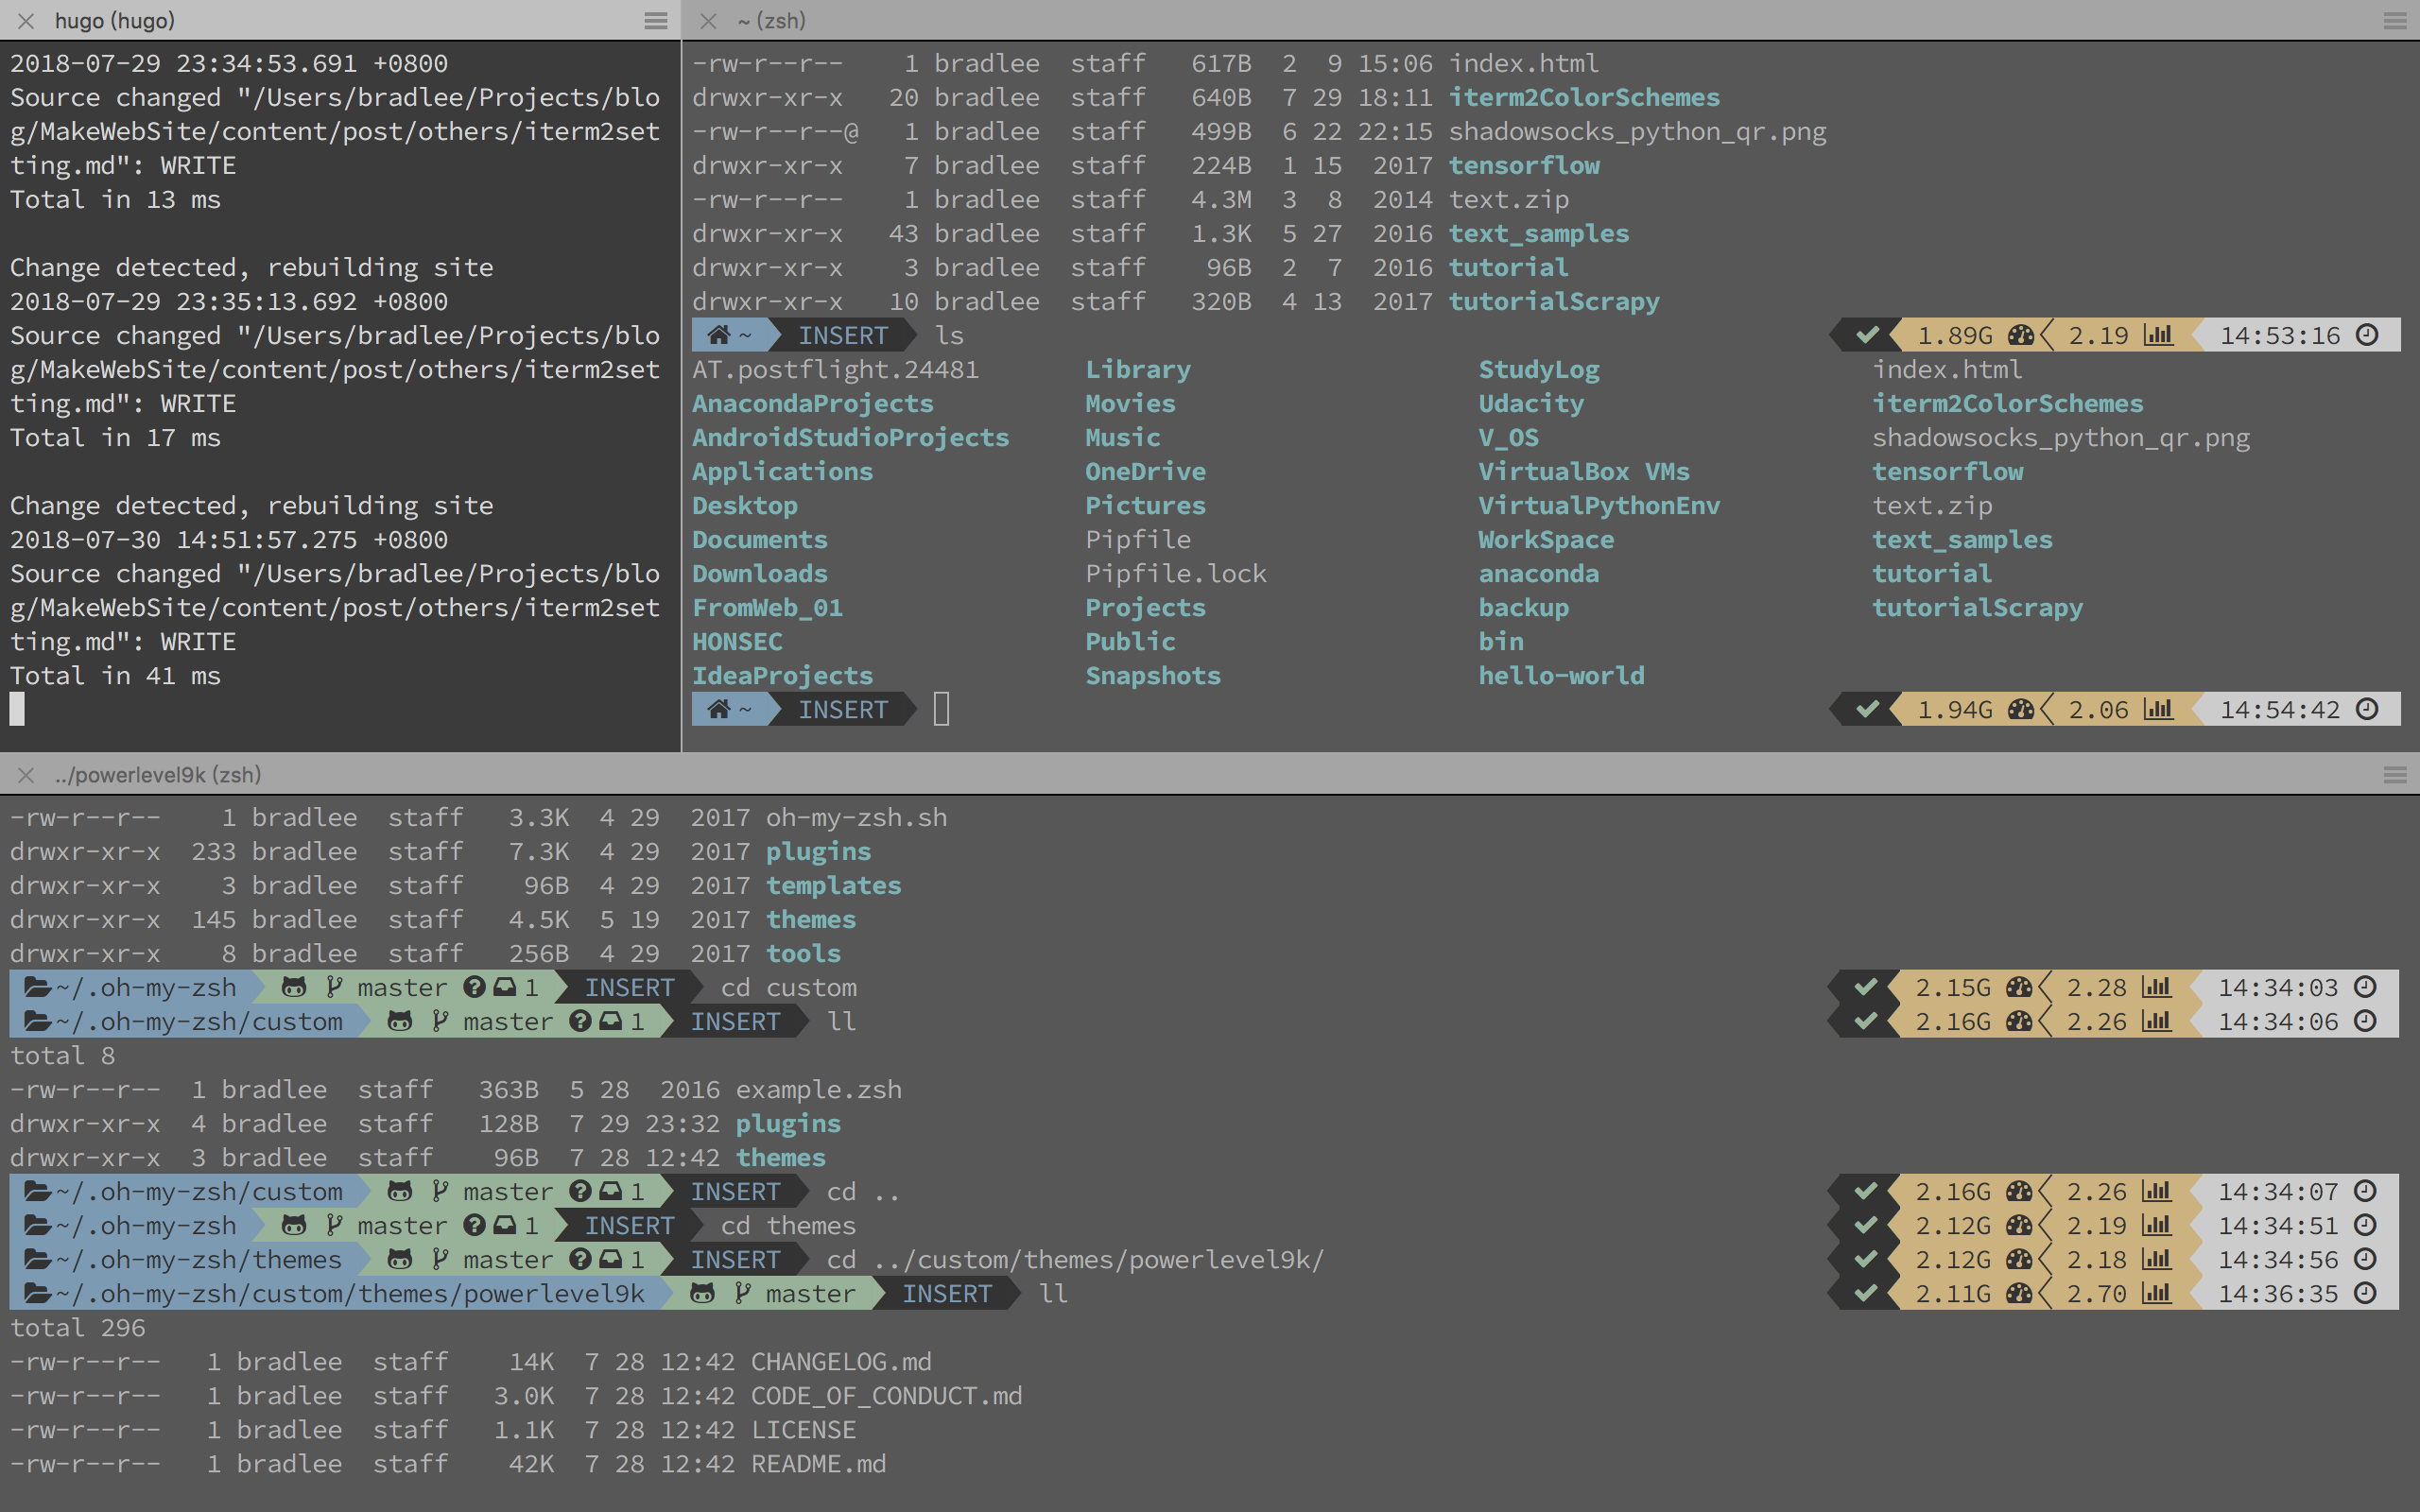 hugo (hugo)
2018-07-29 23:34:53.691 +0800
Source changed "/Users/bradlee/Projects/blo
g/MakeWebSite/content/post/others/iterm2set
ting.md": WRITE
Total in 13 ms
Change detected, rebuilding site
2018-07-29 23:35:13.692 +0800
Source changed "/Users/bradlee/Projects/blo
g/MakeWebSite/content/post/others/iterm2set
ting.md": WRITE
Total in 17 ms
Change detected, rebuilding site
2018-07-30 14:51:57.275 +0800
Source changed "/Users/bradlee/Projects/blo
g/MakeWebSite/content/post/others/iterm2set
ting.md": WRITE
Total in 41 ms
~ (zsh)
-rw-r--r-- 1 bradlee staff 617B 2 9 15:06 index.html
drwxr-xr-x 20 bradlee staff 640B 7 29 18:11 iterm2ColorSchemes
-rw-r--r--@ 1 bradlee staff 499B 6 22 22:15 shadowsocks_python_qr.png
drwxr-xr-x 7 bradlee staff 224B 1 15 2017 tensorflow
-rw-r--r-- 1 bradlee staff 4.3M 3 8 2014 text.zip
drwxr-xr-x 43 bradlee staff 1.3K 5 27 2016 text_samples
drwxr-xr-x 3 bradlee staff 96B 2 7 2016 tutorial
drwxr-xr-x 10 bradlee staff 320B 4 13 2017 tutorialScrapy
~ INSERT ls 1.89G 2.19 14:53:16
AT.postflight.24481 Library StudyLog index.html
AnacondaProjects Movies Udacity iterm2ColorSchemes
AndroidStudioProjects Music V_OS shadowsocks_python_qr.png
Applications OneDrive VirtualBox VMs tensorflow
Desktop Pictures VirtualPythonEnv text.zip
Documents Pipfile WorkSpace text_samples
Downloads Pipfile.lock anaconda tutorial
FromWeb_01 Projects backup tutorialScrapy
HONSEC Public bin
IdeaProjects Snapshots hello-world
~ INSERT 1.94G 2.06 14:54:42
../powerlevel9k (zsh)
-rw-r--r-- 1 bradlee staff 3.3K 4 29 2017 oh-my-zsh.sh
drwxr-xr-x 233 bradlee staff 7.3K 4 29 2017 plugins
drwxr-xr-x 3 bradlee staff 96B 4 29 2017 templates
drwxr-xr-x 145 bradlee staff 4.5K 5 19 2017 themes
drwxr-xr-x 8 bradlee staff 256B 4 29 2017 tools
~/.oh-my-zsh master 1 INSERT cd custom 2.15G 2.28 14:34:03
~/.oh-my-zsh/custom master 1 INSERT ll 2.16G 2.26 14:34:06
total 8
-rw-r--r-- 1 bradlee staff 363B 5 28 2016 example.zsh
drwxr-xr-x 4 bradlee staff 128B 7 29 23:32 plugins
drwxr-xr-x 3 bradlee staff 96B 7 28 12:42 themes
~/.oh-my-zsh/custom master 1 INSERT cd .. 2.16G 2.26 14:34:07
~/.oh-my-zsh master 1 INSERT cd themes 2.12G 2.19 14:34:51
~/.oh-my-zsh/themes master 1 INSERT cd ../custom/themes/powerlevel9k/ 2.12G 2.18 14:34:56
~/.oh-my-zsh/custom/themes/powerlevel9k master INSERT ll 2.11G 2.70 14:36:35
total 296
-rw-r--r-- 1 bradlee staff 14K 7 28 12:42 CHANGELOG.md
-rw-r--r-- 1 bradlee staff 3.0K 7 28 12:42 CODE_OF_CONDUCT.md
-rw-r--r-- 1 bradlee staff 1.1K 7 28 12:42 LICENSE
-rw-r--r-- 1 bradlee staff 42K 7 28 12:42 README.md